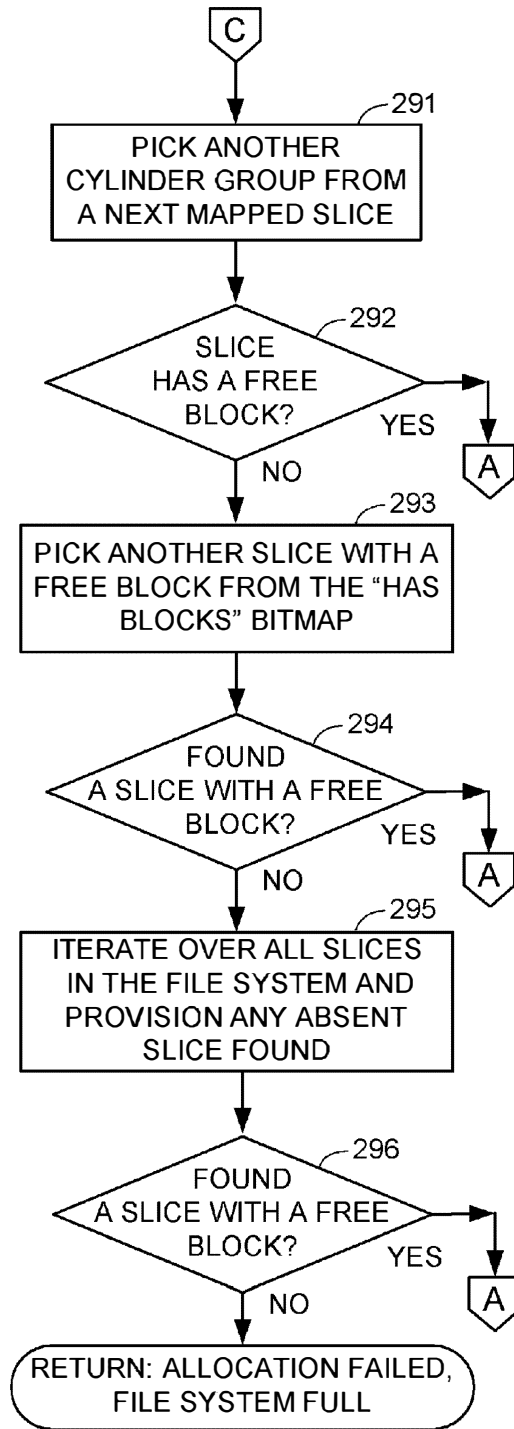 C
291
PICK ANOTHER
CYLINDER GROUP FROM
A NEXT MAPPED SLICE
292
SLICE
HAS A FREE
BLOCK?
YES
A
NO
293
PICK ANOTHER SLICE WITH A
FREE BLOCK FROM THE “HAS
BLOCKS” BITMAP
294
FOUND
A SLICE WITH A FREE
BLOCK?
YES
A
NO
295
ITERATE OVER ALL SLICES
IN THE FILE SYSTEM AND
PROVISION ANY ABSENT
SLICE FOUND
296
FOUND
A SLICE WITH A FREE
BLOCK?
YES
A
NO
RETURN: ALLOCATION FAILED,
FILE SYSTEM FULL